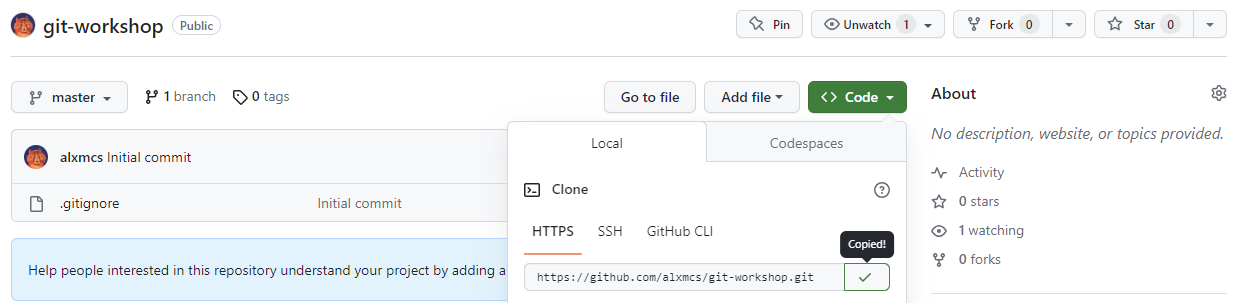 git-workshop Public Pin Unwatch 1 Fork 0 Star 0
master 1 branch 0 tags Go to file Add file <> Code
About
No description, website, or topics provided.
Local Codespaces
alxmcs Initial commit
Activity
Clone
.gitignore Initial commit
0 stars
HTTPS SSH GitHub CLI
1 watching
Copied!
0 forks
Help people interested in this repository understand your project by adding a
https://github.com/alxmcs/git-workshop.git